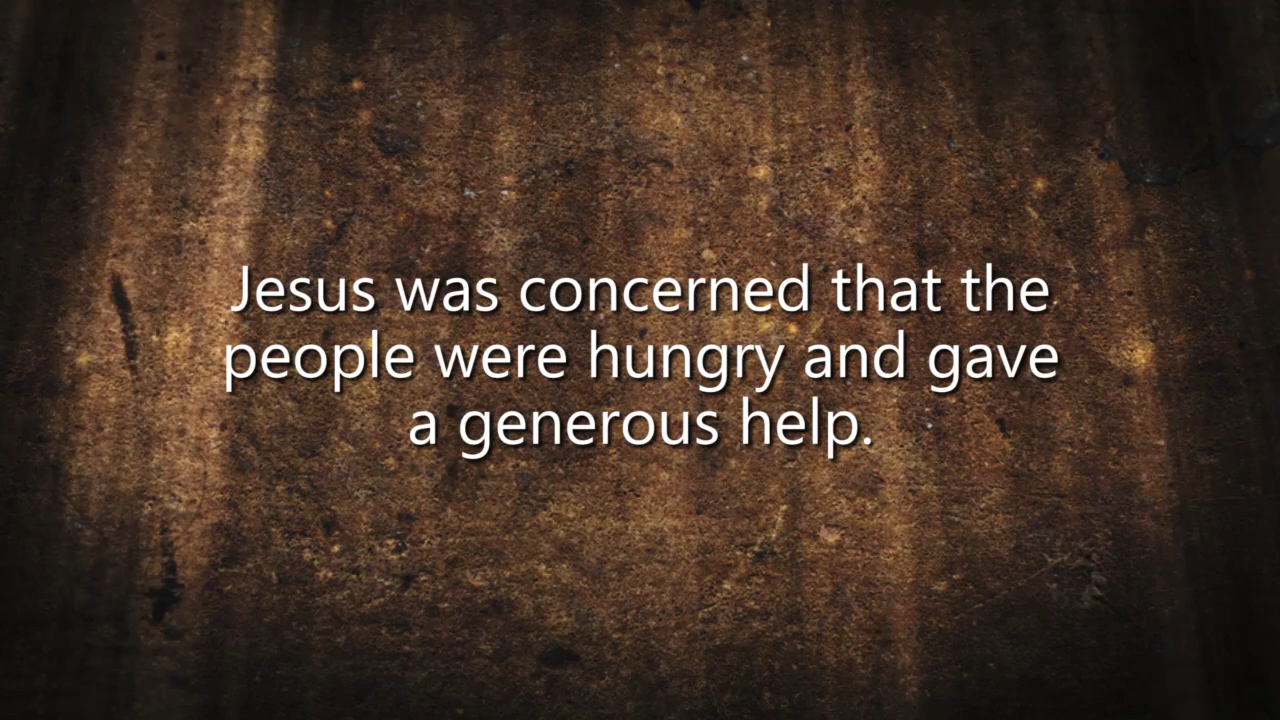 Jesus was concerned that the
people were hungry and gave
a generous help.